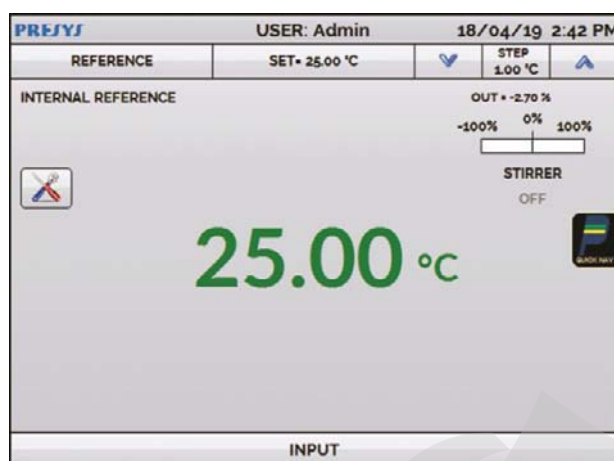 PRESYS USER: Admin 18/04/19 2:42 PM
REFERENCE SET= 25.00 °C STEP 1.00 °C
INTERNAL REFERENCE OUT = -2.70 %
-100% 0% 100%
STIRRER
OFF
25.00 °C
QUICK NAV
INPUT